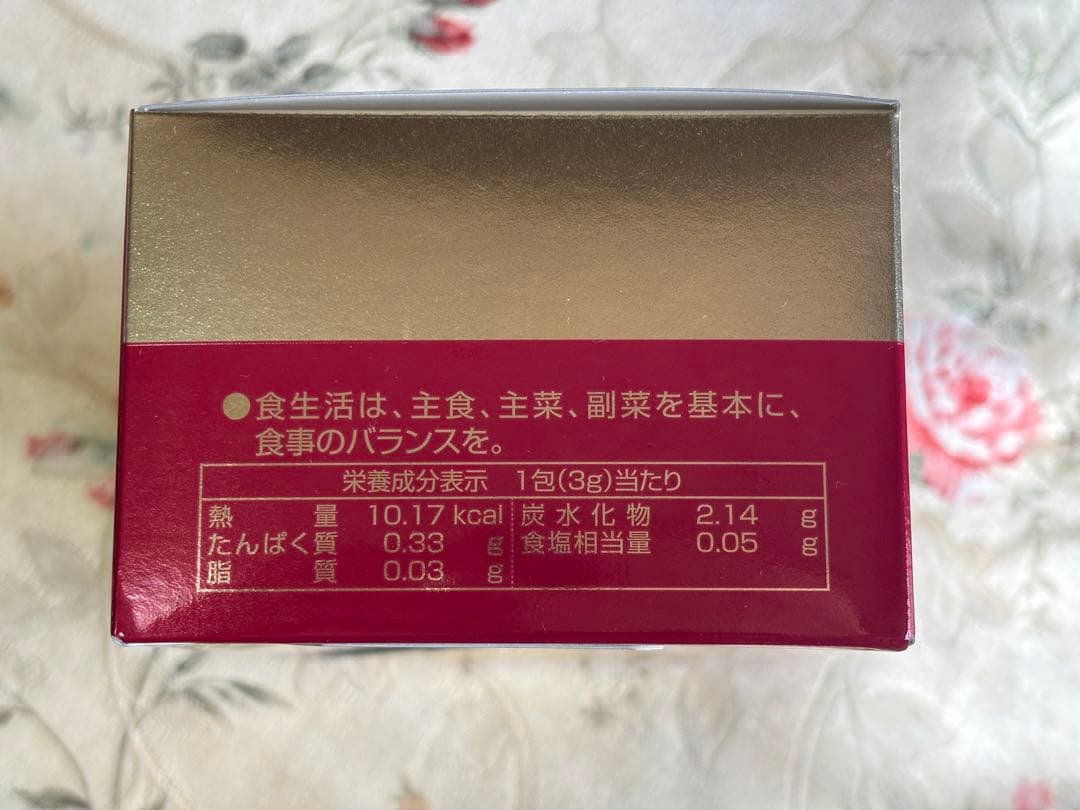 ●食生活は、主食、主菜、副菜を基本に、
食事のバランスを。
栄養成分表示 1包(3g)当たり
熱量 10.17kcal 炭水化物 2.14 g
たんぱく質 0.33 g 食塩相当量 0.05 g
脂質 0.03 g